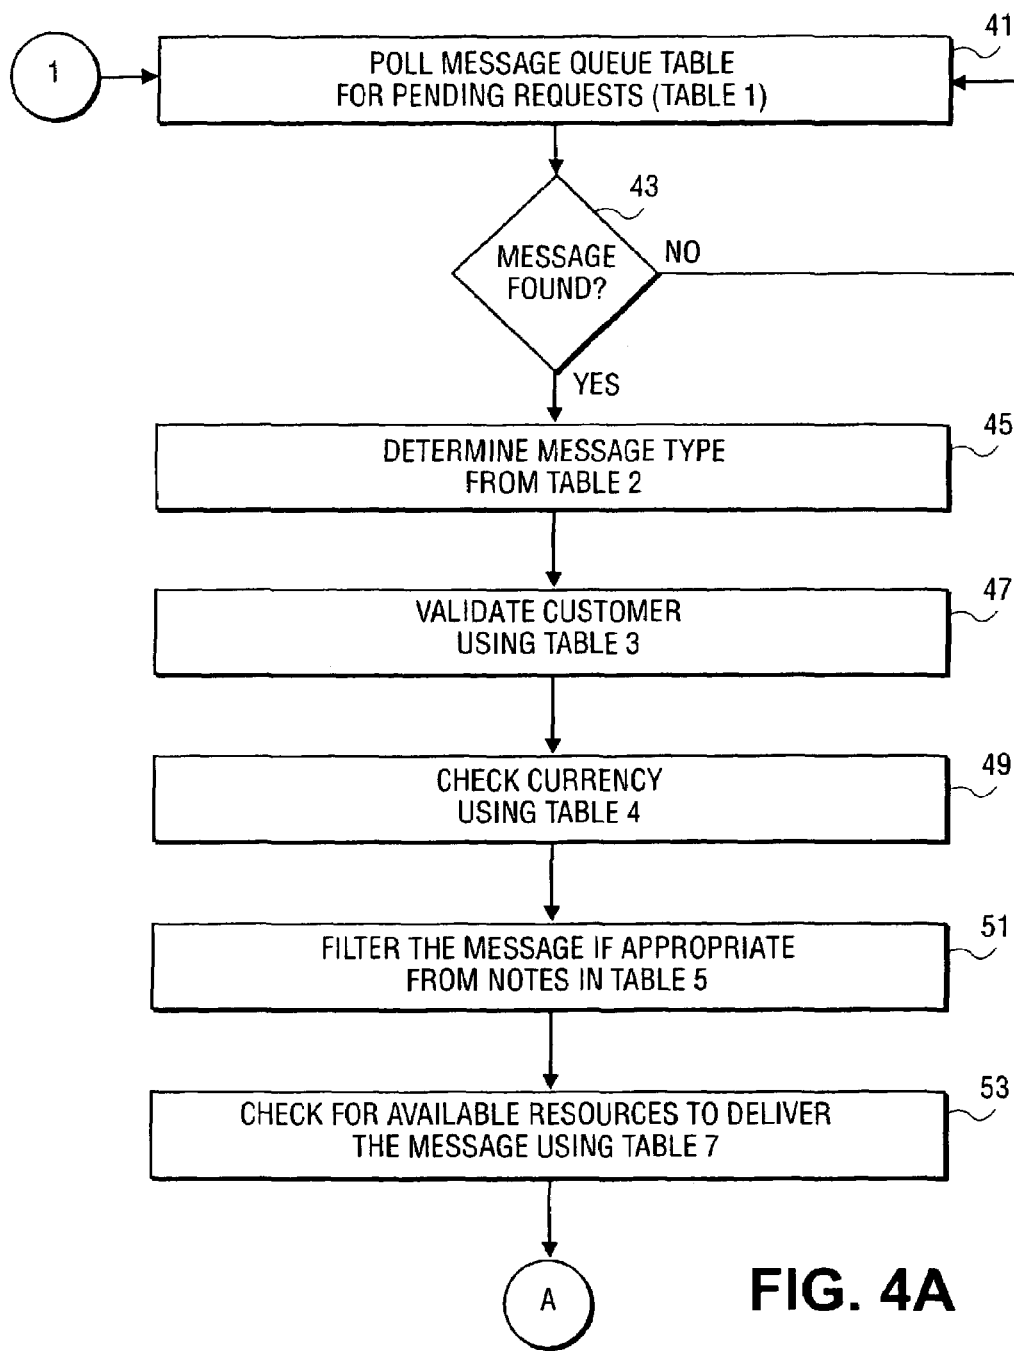 41
1
POLL MESSAGE QUEUE TABLE
FOR PENDING REQUESTS (TABLE 1)
43
MESSAGE
FOUND?
NO
YES
45
DETERMINE MESSAGE TYPE
FROM TABLE 2
47
VALIDATE CUSTOMER
USING TABLE 3
49
CHECK CURRENCY
USING TABLE 4
51
FILTER THE MESSAGE IF APPROPRIATE
FROM NOTES IN TABLE 5
53
CHECK FOR AVAILABLE RESOURCES TO DELIVER
THE MESSAGE USING TABLE 7
A
FIG. 4A